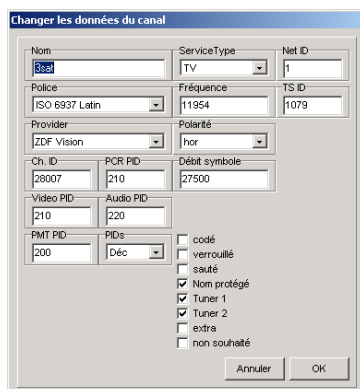 Changer les données du canal
Nom ServiceType Net ID
3sat TV 1
Police Fréquence TS ID
ISO 6937 Latin 11954 1079
Provider Polarité
ZDF Vision hor
Ch. ID PCR PID Débit symbole
28007 210 27500
Video PID Audio PID
210 220
PMT PID PIDs
200 Déc
codé
verrouillé
sauté
Nom protégé
Tuner 1
Tuner 2
extra
non souhaité
Annuler OK